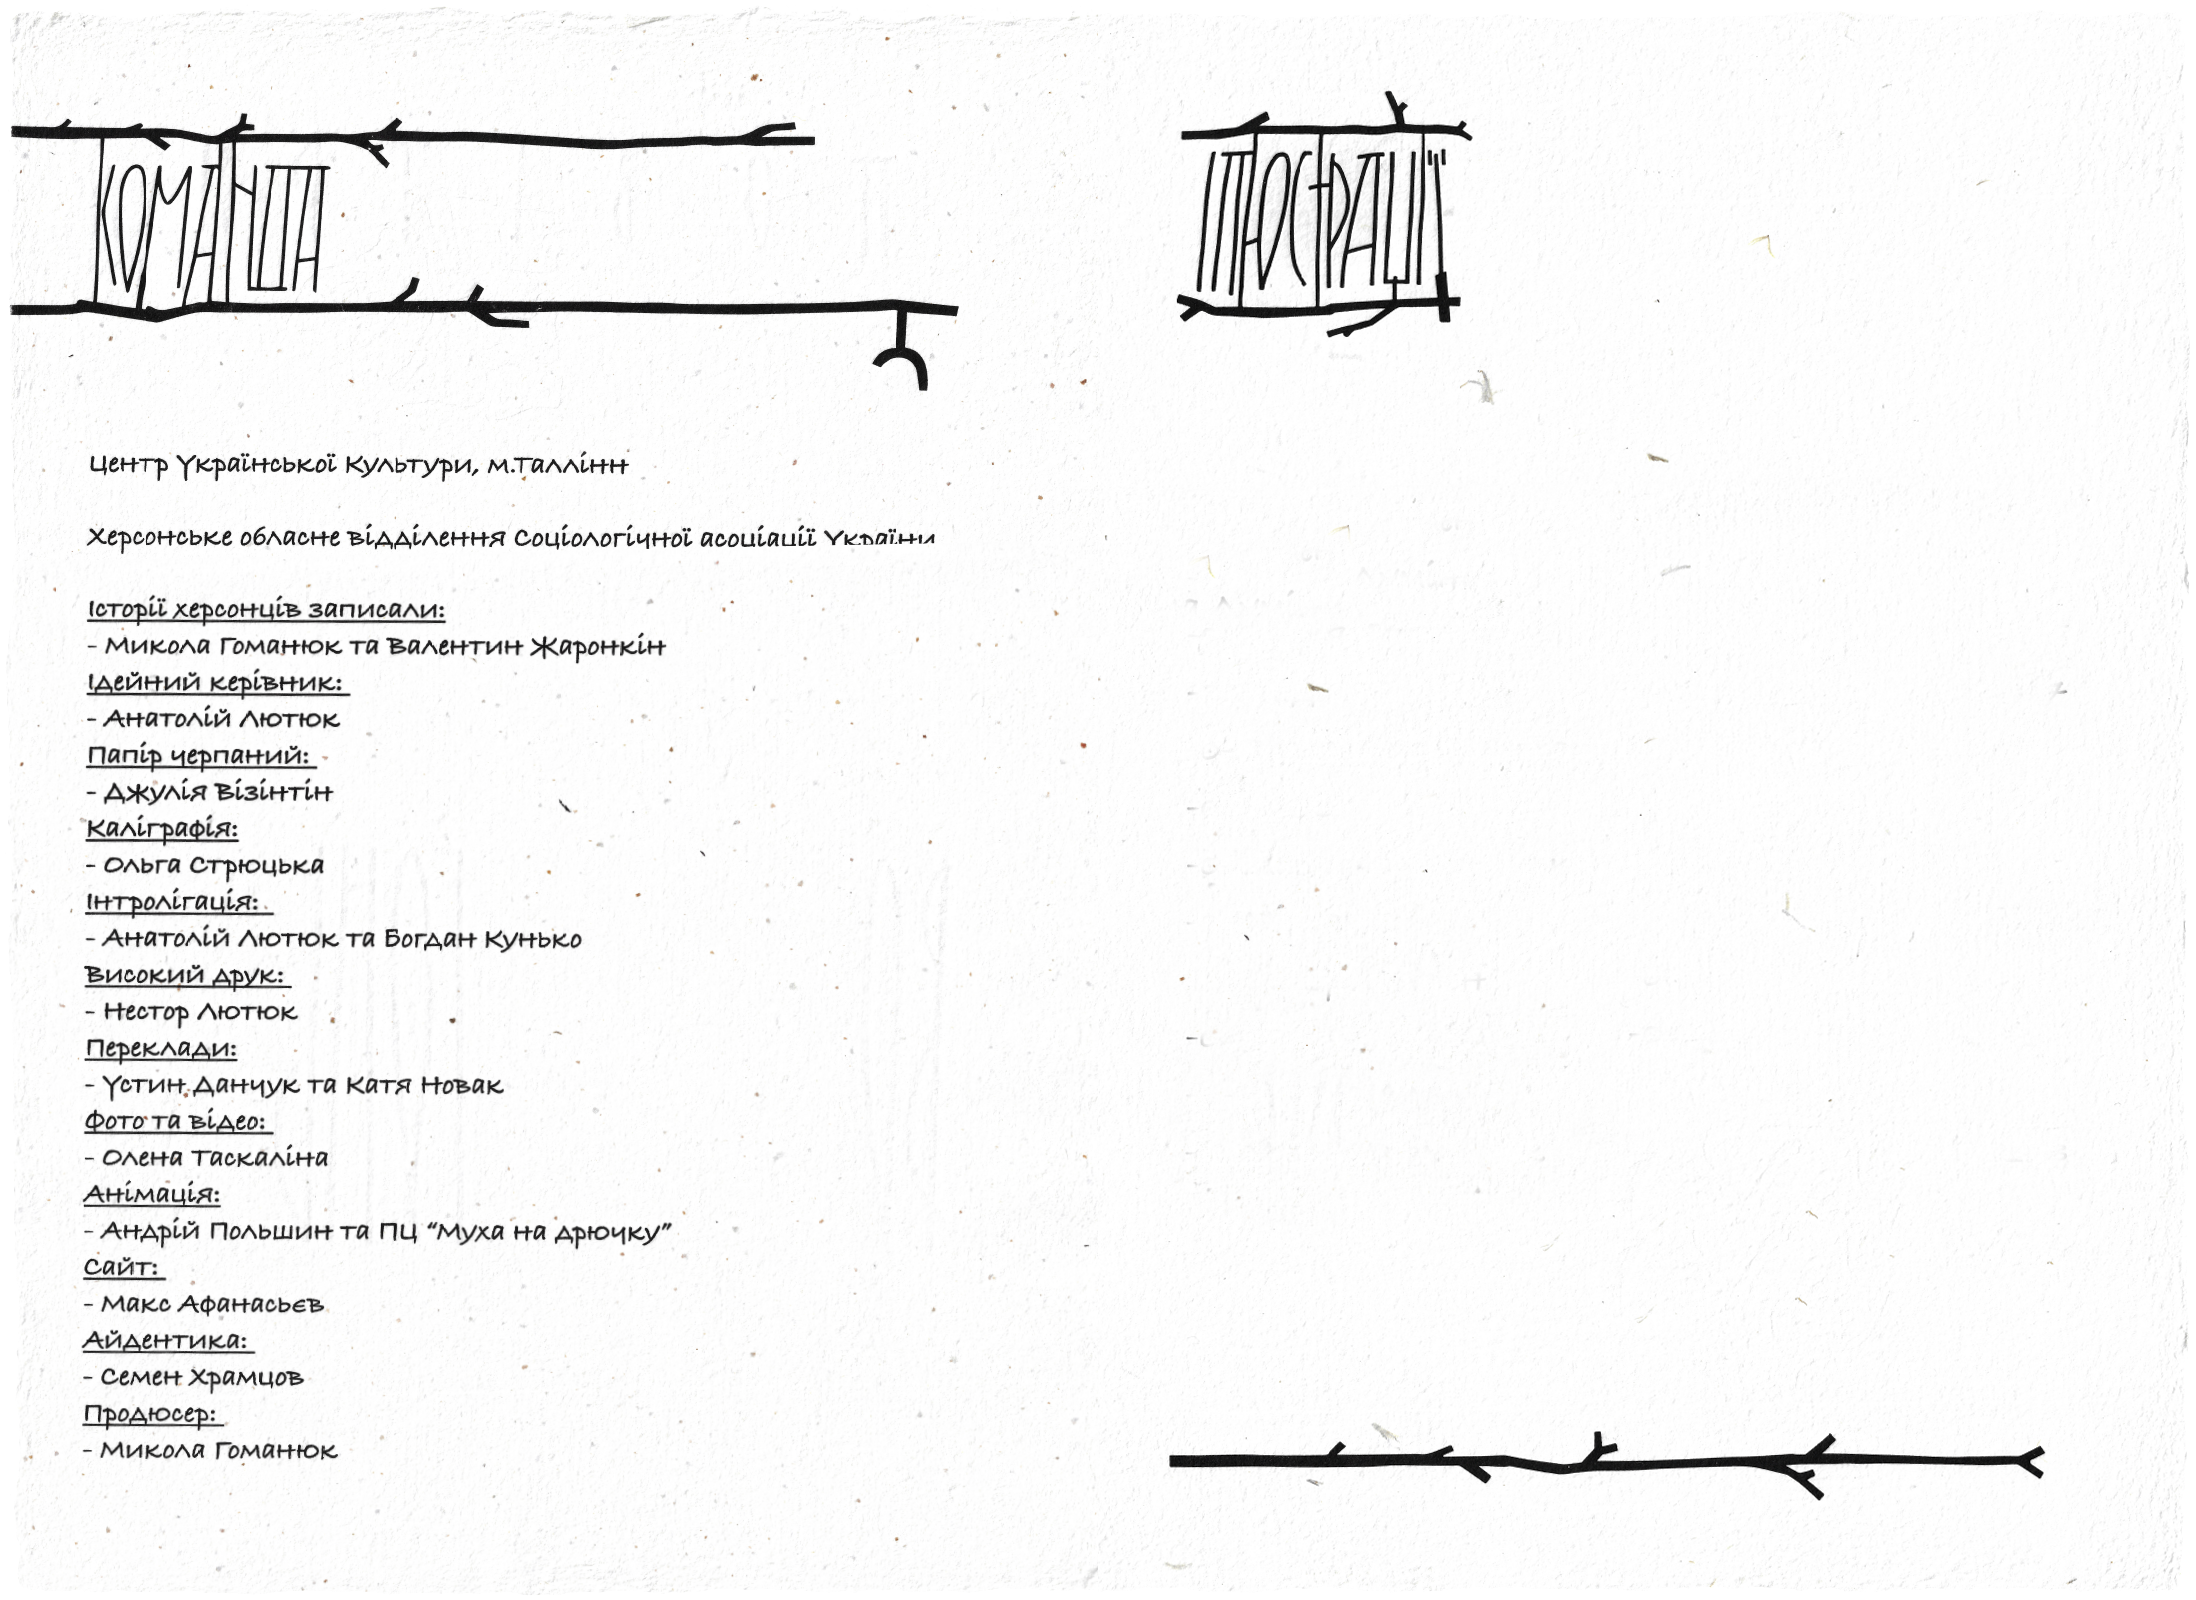 КОМАНДА
Центр Української Культури, м.Таллінн
Херсонське обласне відділення Соціологічної асоціації України
Історії херсонців записали:
- Микола Гоманюк та Валентин Жаронкін
Ідейний керівник:
- Анатолій Лютюк
Папір черпаний:
- Джулія Візінтін
Каліграфія:
- Ольга Стрюцька
Інтролігація:
- Анатолій Лютюк та Богдан Кунько
Високий друк:
- Нестор Лютюк
Переклади:
- Устин Данчук та Катя Новак
Фото та відео:
- Олена Таскаліна
Анімація:
- Андрій Польшин та ПЦ “Муха на дрючку”
Сайт:
- Макс Афанасьєв
Айдентика:
- Семен Храмцов
Продюсер:
- Микола Гоманюк
ІЛЮСТРАЦІЇ